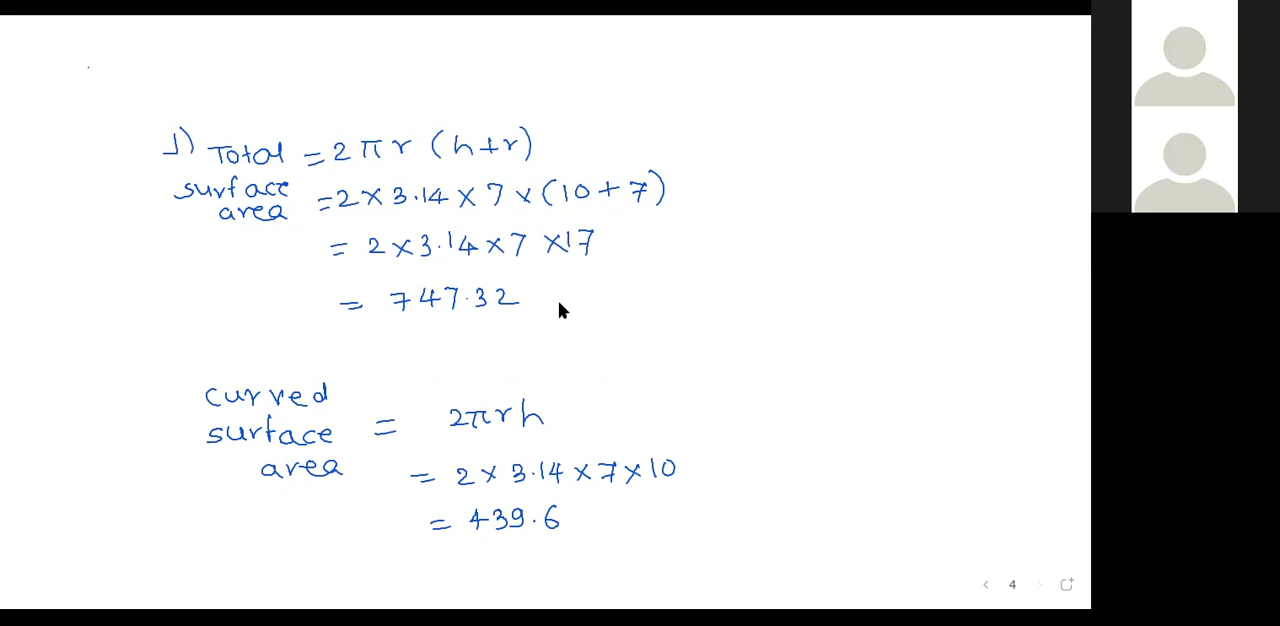 1) Total = 2πr (h+r)
surface = 2 × 3.14 × 7 × (10 + 7)
area
= 2 × 3.14 × 7 × 17
= 747.32
curved
surface = 2πrh
area
= 2 × 3.14 × 7 × 10
= 439.6
4